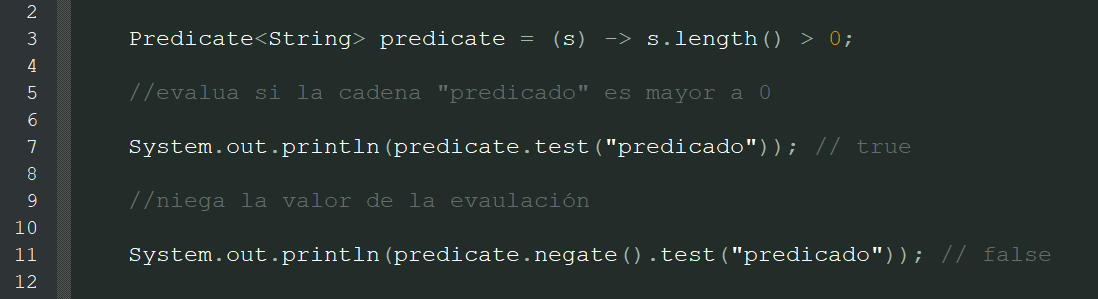 2
3 Predicate<String> predicate = (s) -> s.length() > 0;
4
5 //evalua si la cadena "predicado" es mayor a 0
6
7 System.out.println(predicate.test("predicado")); // true
8
9 //niega la valor de la evaulación
10
11 System.out.println(predicate.negate().test("predicado")); // false
12